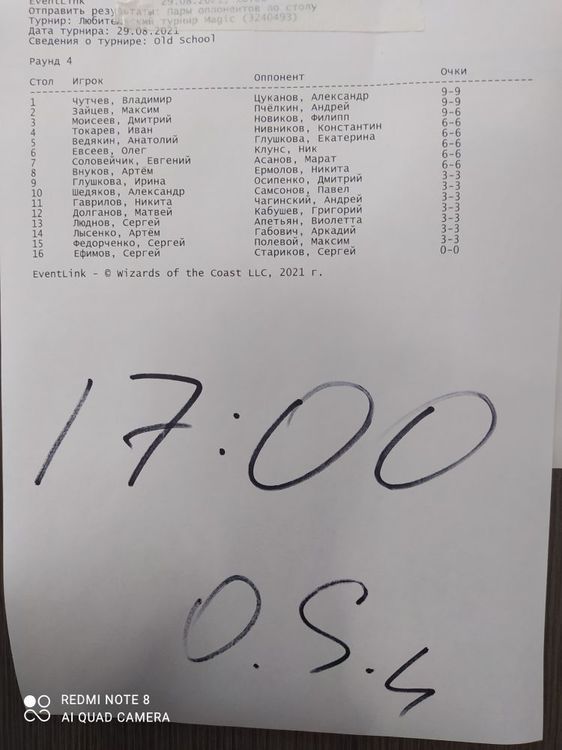 EventLink 29.08.2021,
Отправить результаты: Пары оппонентов по столу
Турнир: Любительский турнир Magic (3240493)
Дата турнира: 29.08.2021
Сведения о турнире: Old School
Раунд 4
Стол Игрок Оппонент Очки
1 Чутчев, Владимир Цуканов, Александр 9-9
2 Зайцев, Максим Пчёлкин, Андрей 9-9
3 Моисеев, Дмитрий Новиков, Филипп 9-6
4 Токарев, Иван Нивников, Константин 6-6
5 Ведякин, Анатолий Глушкова, Екатерина 6-6
6 Евсеев, Олег Клунс, Ник 6-6
7 Соловейчик, Евгений Асанов, Марат 6-6
8 Внуков, Артём Ермолов, Никита 6-6
9 Глушкова, Ирина Осипенко, Дмитрий 3-3
10 Шедяков, Александр Самсонов, Павел 3-3
11 Гаврилов, Никита Чагинский, Андрей 3-3
12 Долганов, Матвей Кабушев, Григорий 3-3
13 Люднов, Сергей Апетьян, Виолетта 3-3
14 Лысенко, Артём Габович, Аркадий 3-3
15 Федорченко, Сергей Полевой, Максим 3-3
16 Ефимов, Сергей Стариков, Сергей 0-0
EventLink - © Wizards of the Coast LLC, 2021 г.
17:00
O.S.4
REDMI NOTE 8
AI QUAD CAMERA